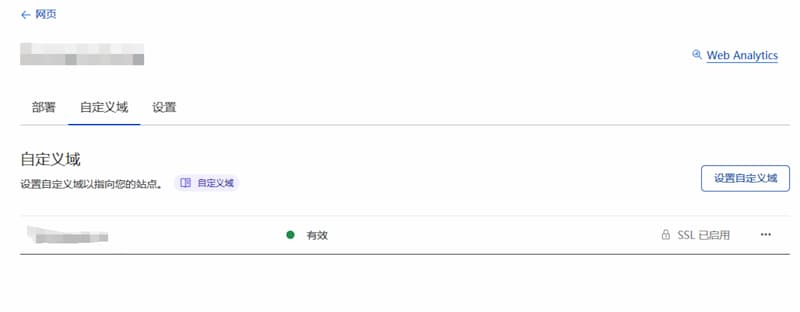 ← 网页
Web Analytics
部署 自定义域 设置
自定义域
设置自定义域以指向您的站点。 自定义域
设置自定义域
有效 SSL 已启用 •••